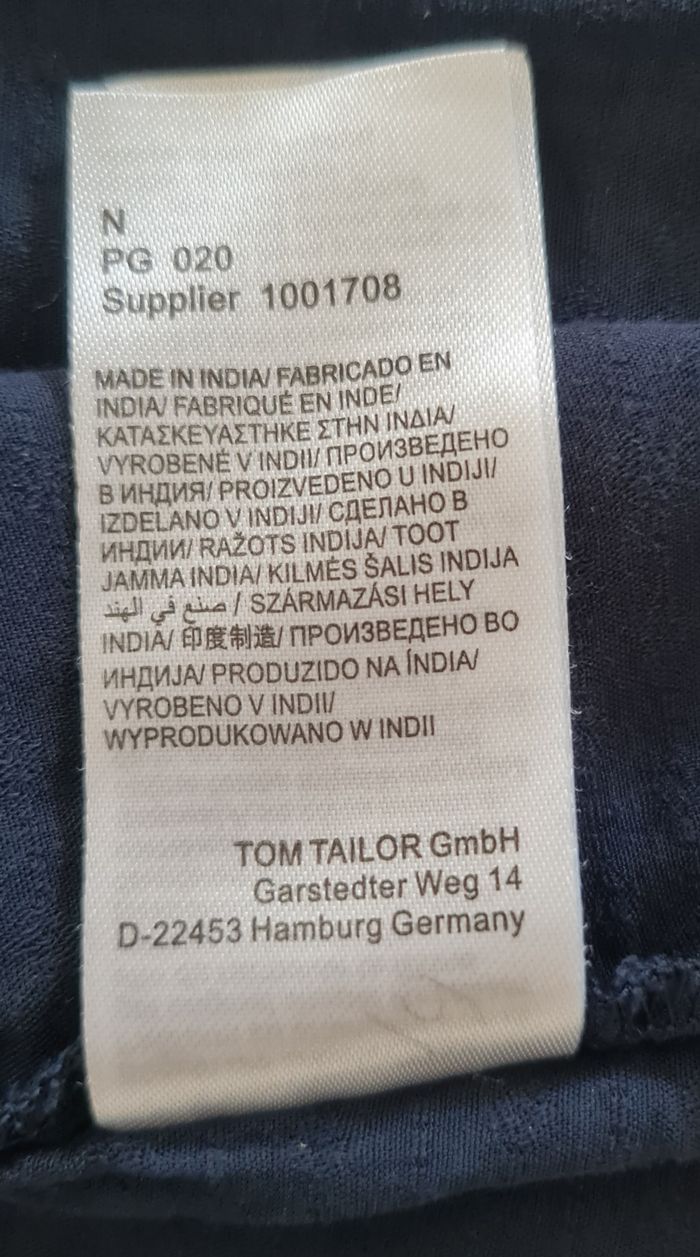 N
PG 020
Supplier 1001708
MADE IN INDIA/ FABRICADO EN
INDIA/ FABRIQUÉ EN INDE/
ΚΑΤΑΣΚΕΥΑΣΤΗΚΕ ΣΤΗΝ ΙΝΔΙΑ/
VYROBENÉ V INDII/ ПРОИЗВЕДЕНО
В ИНДИЯ/ PROIZVEDENO U INDIJI/
IZDELANO V INDIJI/ СДЕЛАНО В
ИНДИИ/ RAŽOTS INDIJA/ TOOT
JAMMA INDIA/ KILMĖS ŠALIS INDIJA
صنع في الهند / SZÁRMAZÁSI HELY
INDIA/ 印度制造/ ПРОИЗВЕДЕНО ВО
ИНДИЈА/ PRODUZIDO NA ÍNDIA/
VYROBENO V INDII/
WYPRODUKOWANO W INDII
TOM TAILOR GmbH
Garstedter Weg 14
D-22453 Hamburg Germany